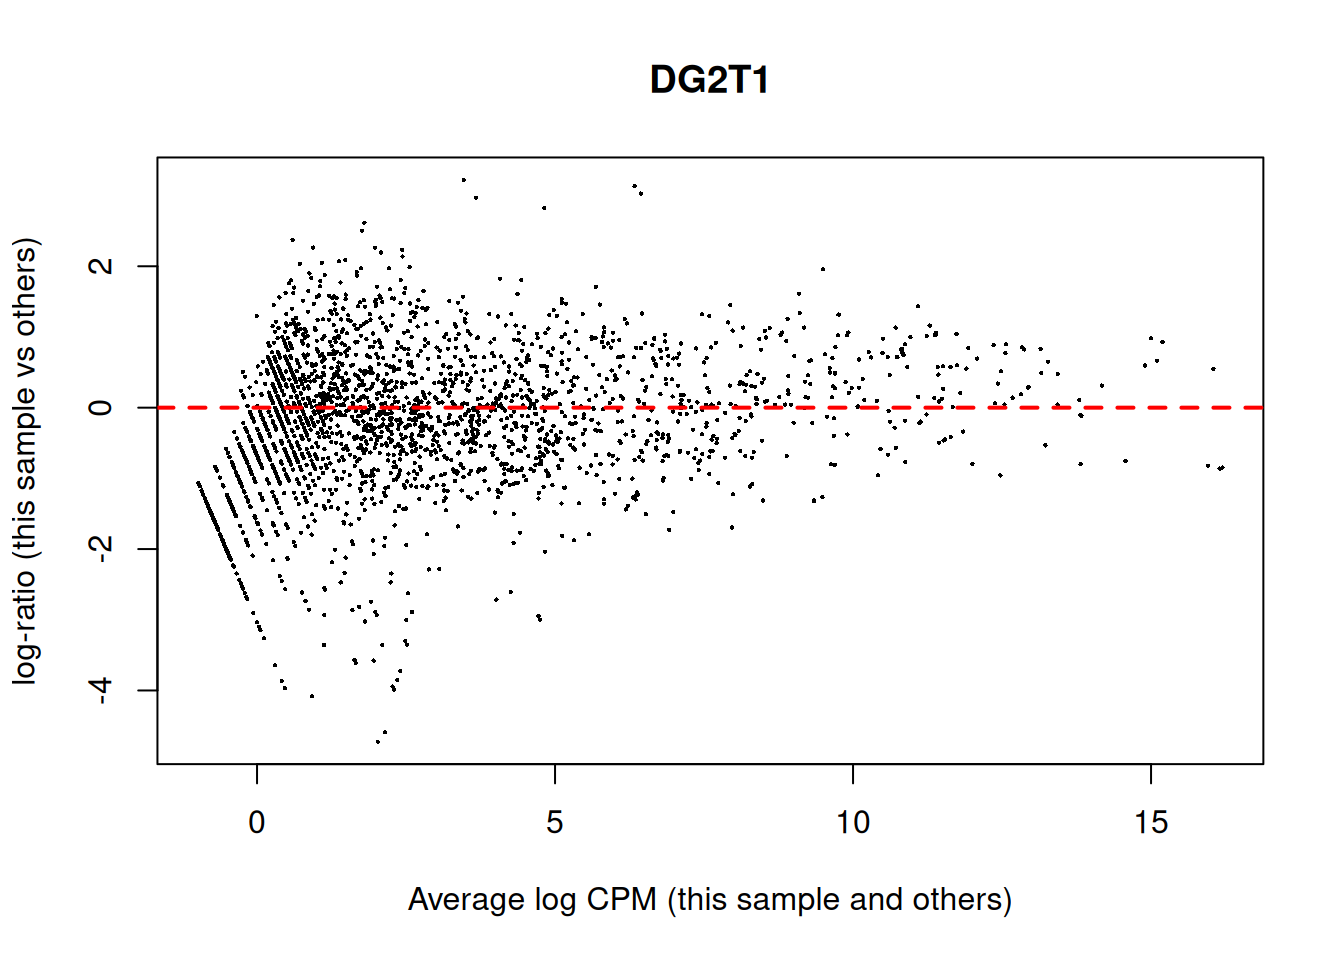 DG2T1
log-ratio (this sample vs others)
2
0
-2
-4
0 5 10 15
Average log CPM (this sample and others)